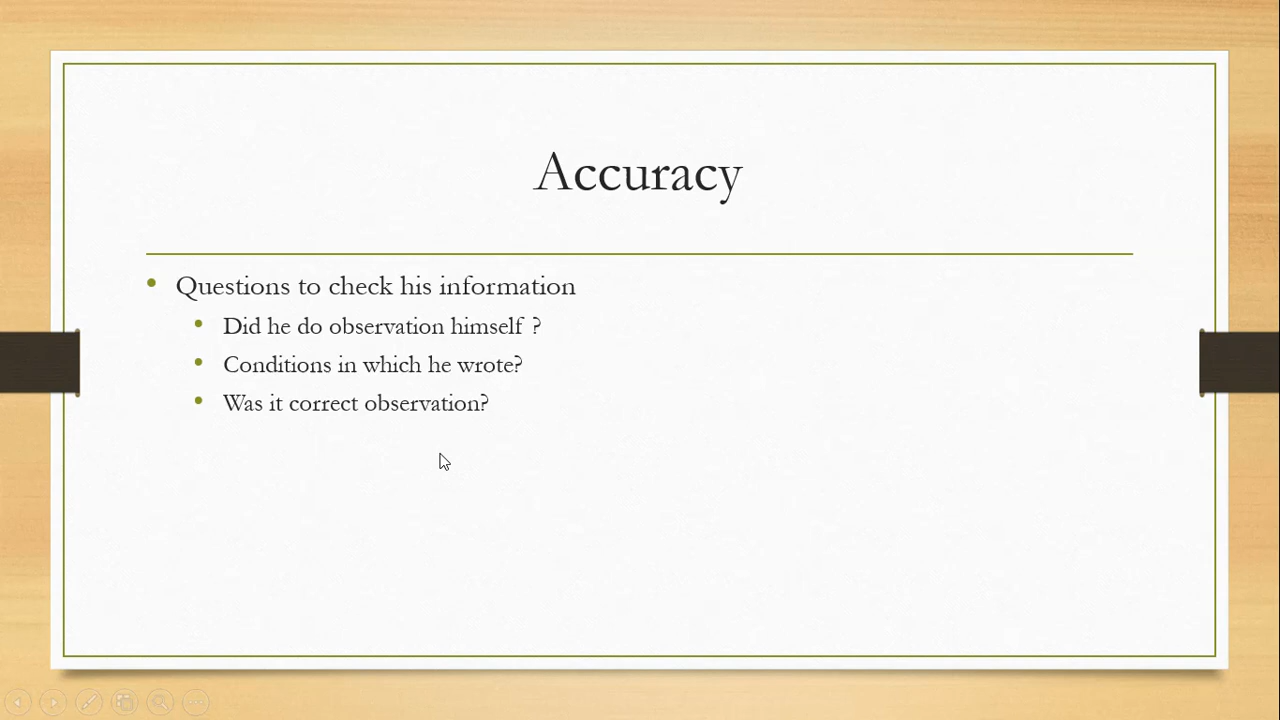 Accuracy
Questions to check his information
Did he do observation himself ?
Conditions in which he wrote?
Was it correct observation?